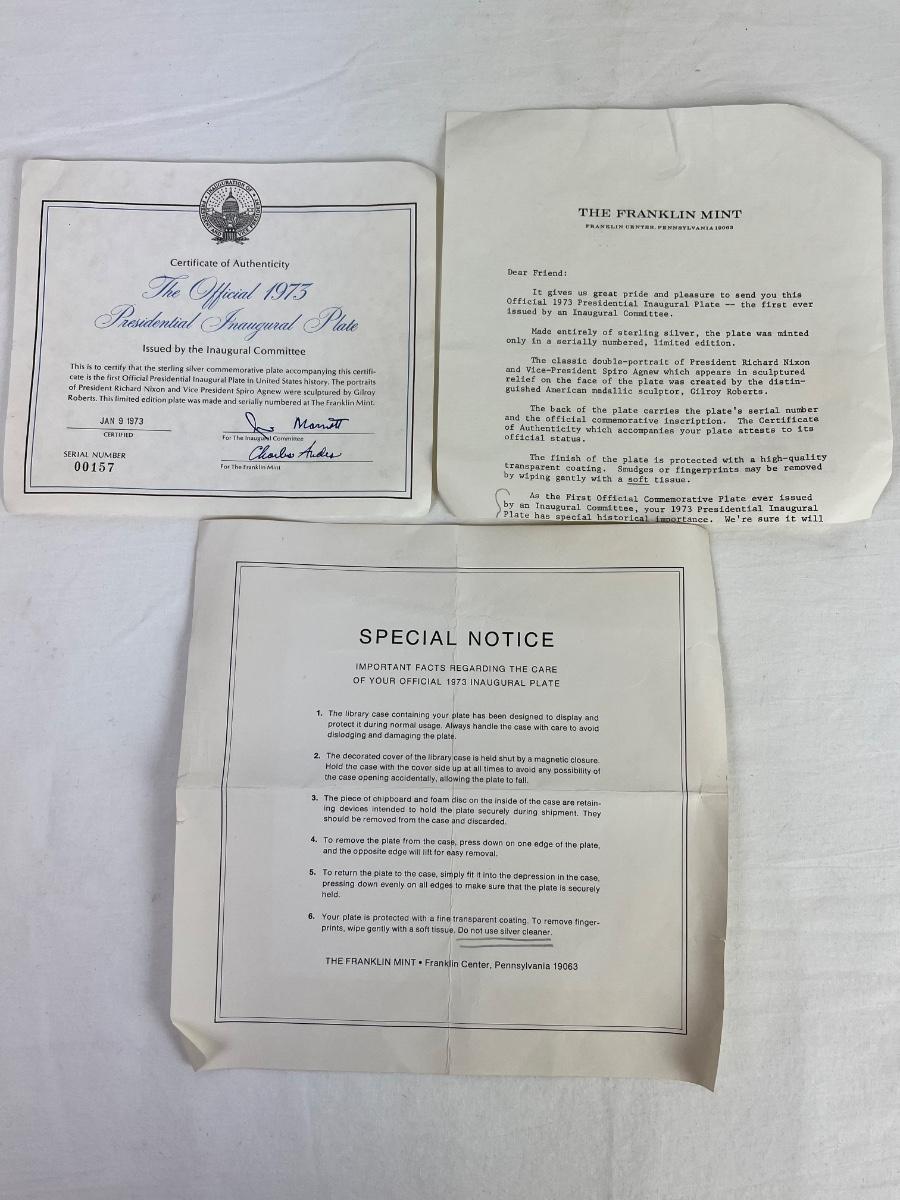 INAUGURATION OF
PRESIDENT AND VICE PRESIDENT
Certificate of Authenticity
The Official 1973
Presidential Inaugural Plate
Issued by the Inaugural Committee
This is to certify that the sterling silver commemorative plate accompanying this certifi-
cate is the first Official Presidential Inaugural Plate in United States history. The portraits
of President Richard Nixon and Vice President Spiro Agnew were sculptured by Gilroy
Roberts. This limited edition plate was made and serially numbered at The Franklin Mint.
JAN 9 1973
CERTIFIED
Marriott
For The Inaugural Committee
SERIAL NUMBER
00157
Charles Andes
For The Franklin Mint
THE FRANKLIN MINT
FRANKLIN CENTER, PENNSYLVANIA 19063
Dear Friend:
It gives us great pride and pleasure to send you this
Official 1973 Presidential Inaugural Plate -- the first ever
issued by an Inaugural Committee.
Made entirely of sterling silver, the plate was minted
only in a serially numbered, limited edition.
The classic double-portrait of President Richard Nixon
and Vice-President Spiro Agnew which appears in sculptured
relief on the face of the plate was created by the distin-
guished American medallic sculptor, Gilroy Roberts.
The back of the plate carries the plate's serial number
and the official commemorative inscription. The Certificate
of Authenticity which accompanies your plate attests to its
official status.
The finish of the plate is protected with a high-quality
transparent coating. Smudges or fingerprints may be removed
by wiping gently with a soft tissue.
As the First Official Commemorative Plate ever issued
by an Inaugural Committee, your 1973 Presidential Inaugural
Plate has special historical importance. We're sure it will
SPECIAL NOTICE
IMPORTANT FACTS REGARDING THE CARE
OF YOUR OFFICIAL 1973 INAUGURAL PLATE
1. The library case containing your plate has been designed to display and
protect it during normal usage. Always handle the case with care to avoid
dislodging and damaging the plate.
2. The decorated cover of the library case is held shut by a magnetic closure.
Hold the case with the cover side up at all times to avoid any possibility of
the case opening accidentally, allowing the plate to fall.
3. The piece of chipboard and foam disc on the inside of the case are retain-
ing devices intended to hold the plate securely during shipment. They
should be removed from the case and discarded.
4. To remove the plate from the case, press down on one edge of the plate,
and the opposite edge will lift for easy removal.
5. To return the plate to the case, simply fit it into the depression in the case,
pressing down evenly on all edges to make sure that the plate is securely
held.
6. Your plate is protected with a fine transparent coating. To remove finger-
prints, wipe gently with a soft tissue. Do not use silver cleaner.
THE FRANKLIN MINT • Franklin Center, Pennsylvania 19063